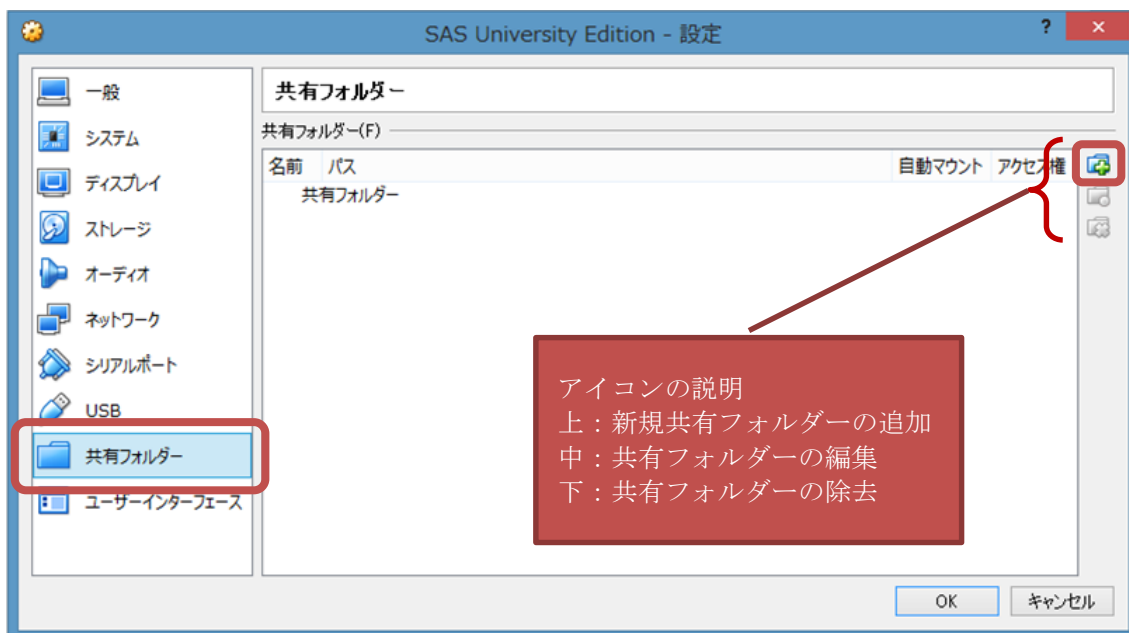 SAS University Edition - 設定
?
一般
システム
ディスプレイ
ストレージ
オーディオ
ネットワーク
シリアルポート
USB
共有フォルダー
ユーザーインターフェース
共有フォルダー
共有フォルダー(F)
名前 パス 自動マウント アクセス権
共有フォルダー
アイコンの説明
上：新規共有フォルダーの追加
中：共有フォルダーの編集
下：共有フォルダーの除去
OK キャンセル